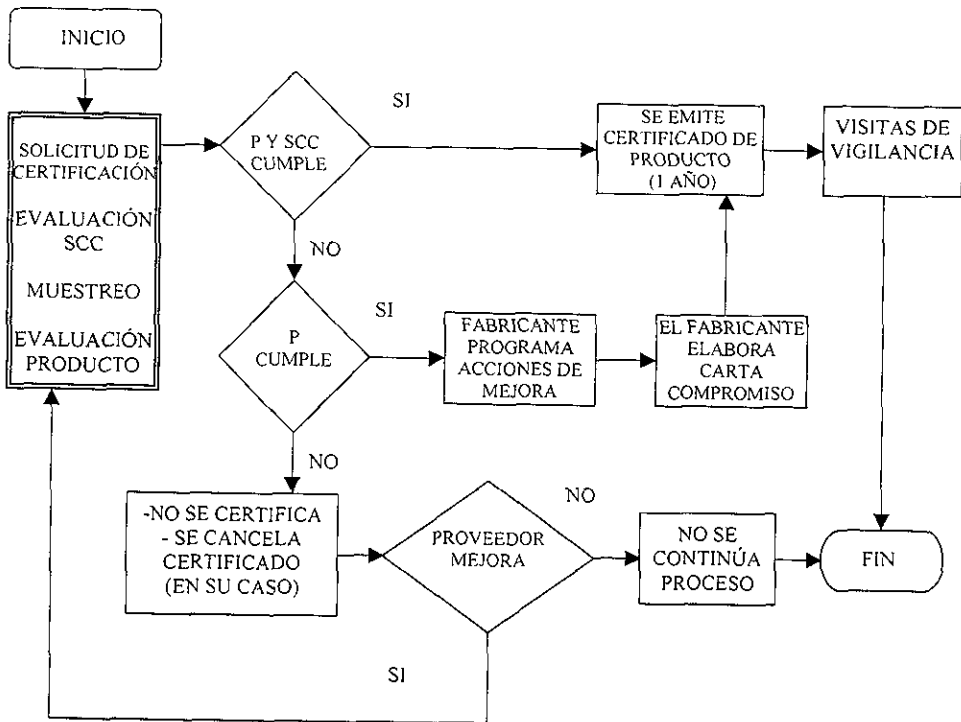 INICIO
SOLICITUD DE
CERTIFICACIÓN
EVALUACIÓN
SCC
MUESTREO
EVALUACIÓN
PRODUCTO
P Y SCC
CUMPLE
SI
SE EMITE
CERTIFICADO DE
PRODUCTO
(1 AÑO)
VISITAS DE
VIGILANCIA
NO
P
CUMPLE
SI
FABRICANTE
PROGRAMA
ACCIONES DE
MEJORA
EL FABRICANTE
ELABORA
CARTA
COMPROMISO
NO
-NO SE CERTIFICA
- SE CANCELA
CERTIFICADO
(EN SU CASO)
PROVEEDOR
MEJORA
NO
NO SE
CONTINÚA
PROCESO
FIN
SI